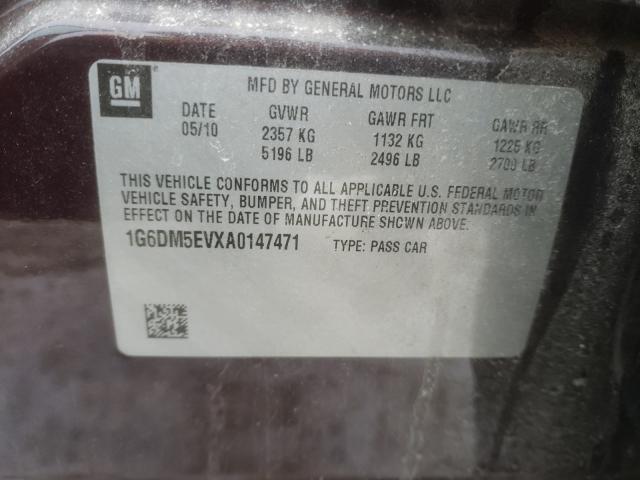 GM
MFD BY GENERAL MOTORS LLC
DATE GVWR GAWR FRT GAWR RR
05/10 2357 KG 1132 KG 1225 KG
5196 LB 2496 LB 2700 LB
THIS VEHICLE CONFORMS TO ALL APPLICABLE U.S. FEDERAL MOTOR
VEHICLE SAFETY, BUMPER, AND THEFT PREVENTION STANDARDS IN
EFFECT ON THE DATE OF MANUFACTURE SHOWN ABOVE.
1G6DM5EVXA0147471 TYPE: PASS CAR